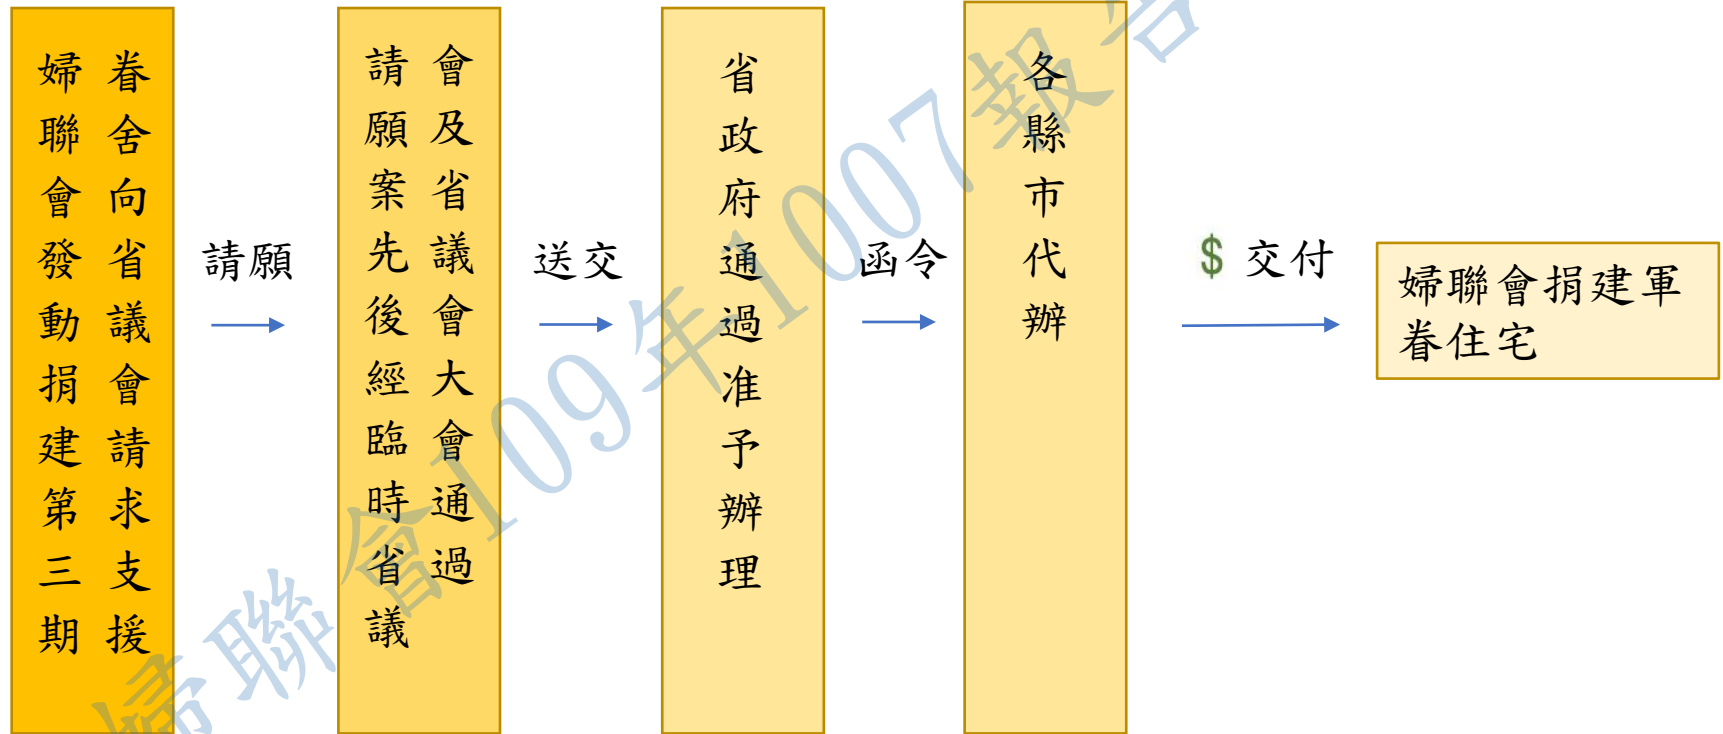 婦聯會發動捐建第三期
眷舍向省議會請求支援
請願
請願案先後經臨時省議
會及省議會大會通過
送交
省政府通過准予辦理
函令
各縣市代辦
$ 交付
婦聯會捐建軍
眷住宅
婦聯會109年1007報告